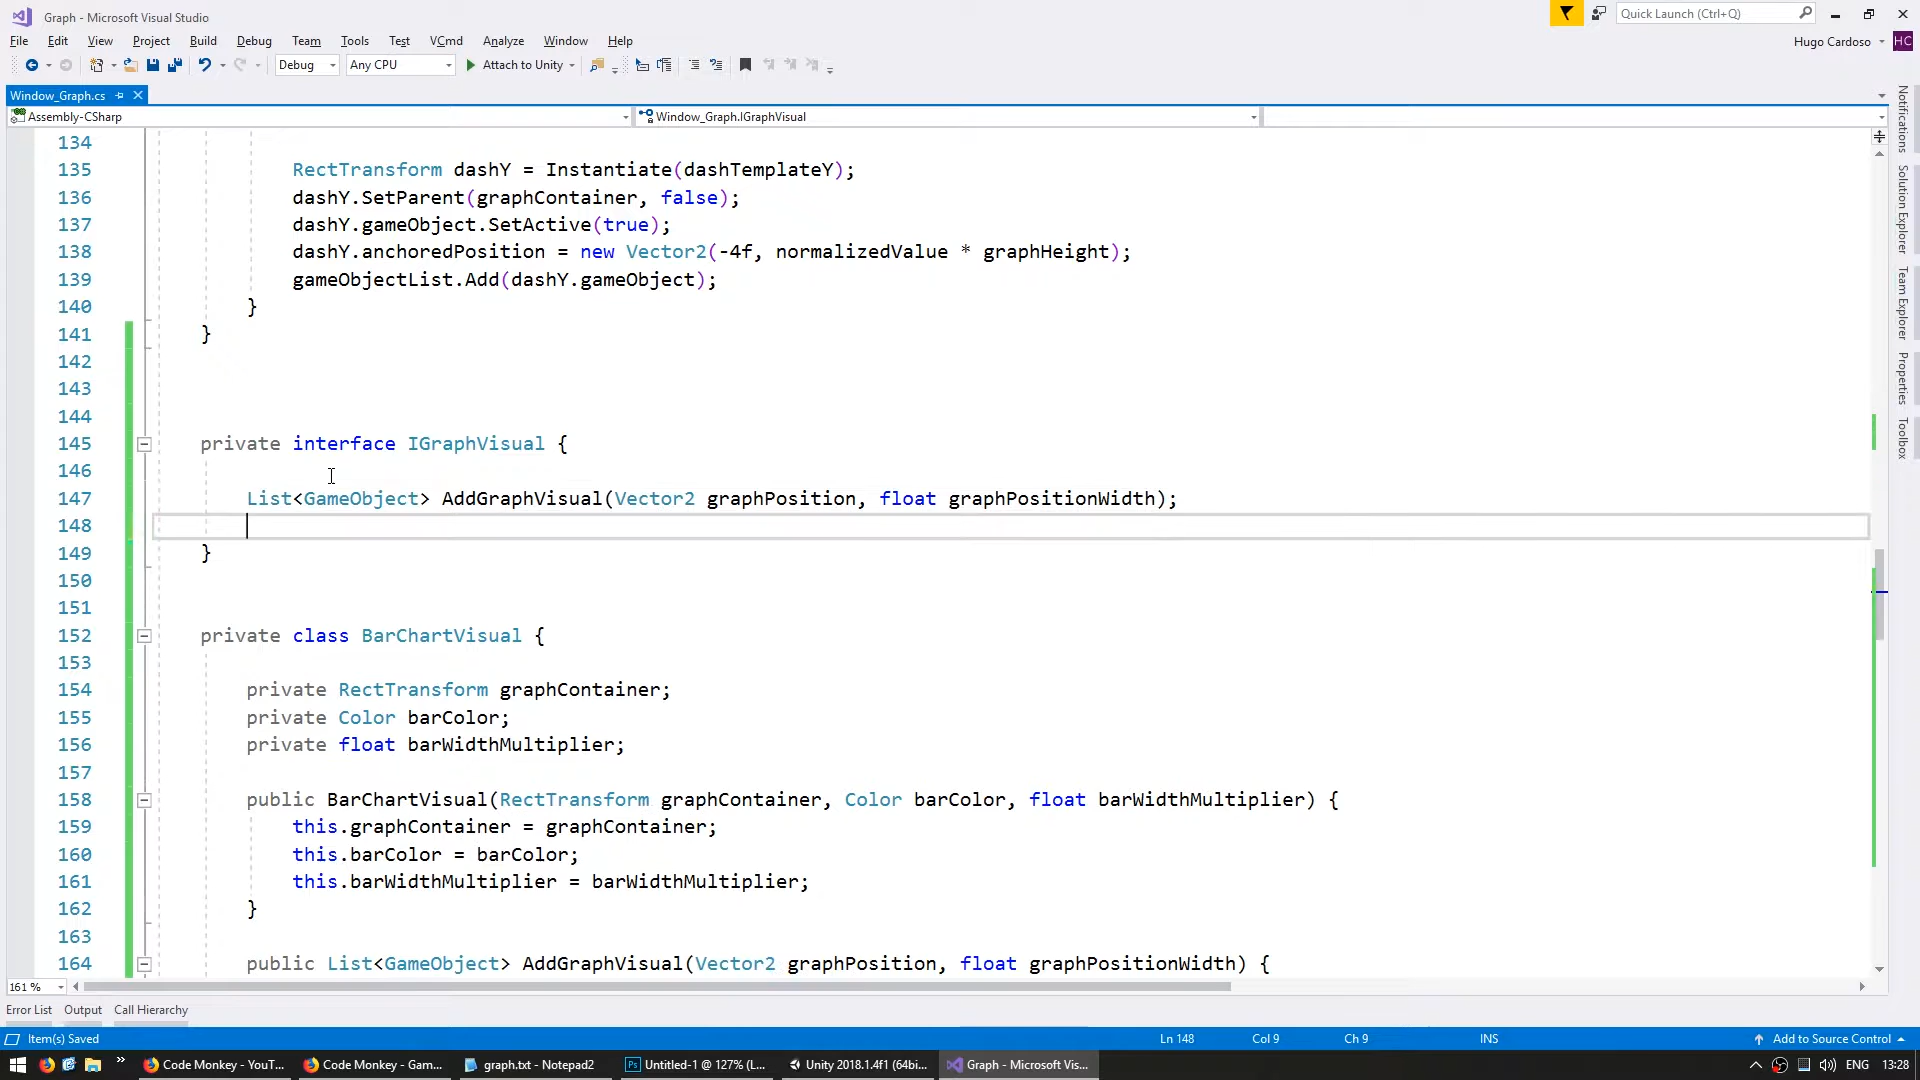 Graph - Microsoft Visual Studio
Quick Launch (Ctrl+Q)
File Edit View Project Build Debug Team Tools Test VCmd Analyze Window Help
Hugo Cardoso HC
Debug Any CPU Attach to Unity
Window_Graph.cs
Assembly-CSharp Window_Graph.IGraphVisual
134
135 RectTransform dashY = Instantiate(dashTemplateY);
136 dashY.SetParent(graphContainer, false);
137 dashY.gameObject.SetActive(true);
138 dashY.anchoredPosition = new Vector2(-4f, normalizedValue * graphHeight);
139 gameObjectList.Add(dashY.gameObject);
140 }
141 }
142
143
144
145 private interface IGraphVisual {
146
147 List<GameObject> AddGraphVisual(Vector2 graphPosition, float graphPositionWidth);
148
149 }
150
151
152 private class BarChartVisual {
153
154 private RectTransform graphContainer;
155 private Color barColor;
156 private float barWidthMultiplier;
157
158 public BarChartVisual(RectTransform graphContainer, Color barColor, float barWidthMultiplier) {
159 this.graphContainer = graphContainer;
160 this.barColor = barColor;
161 this.barWidthMultiplier = barWidthMultiplier;
162 }
163
164 public List<GameObject> AddGraphVisual(Vector2 graphPosition, float graphPositionWidth) {
Notifications
Solution Explorer
Team Explorer
Properties
Toolbox
161 %
Error List Output Call Hierarchy
Item(s) Saved Ln 148 Col 9 Ch 9 INS Add to Source Control
Code Monkey - YouT... Code Monkey - Gam... graph.txt - Notepad2 Ps Untitled-1 @ 127% (L... Unity 2018.1.4f1 (64bi... Graph - Microsoft Vis... ENG 13:28